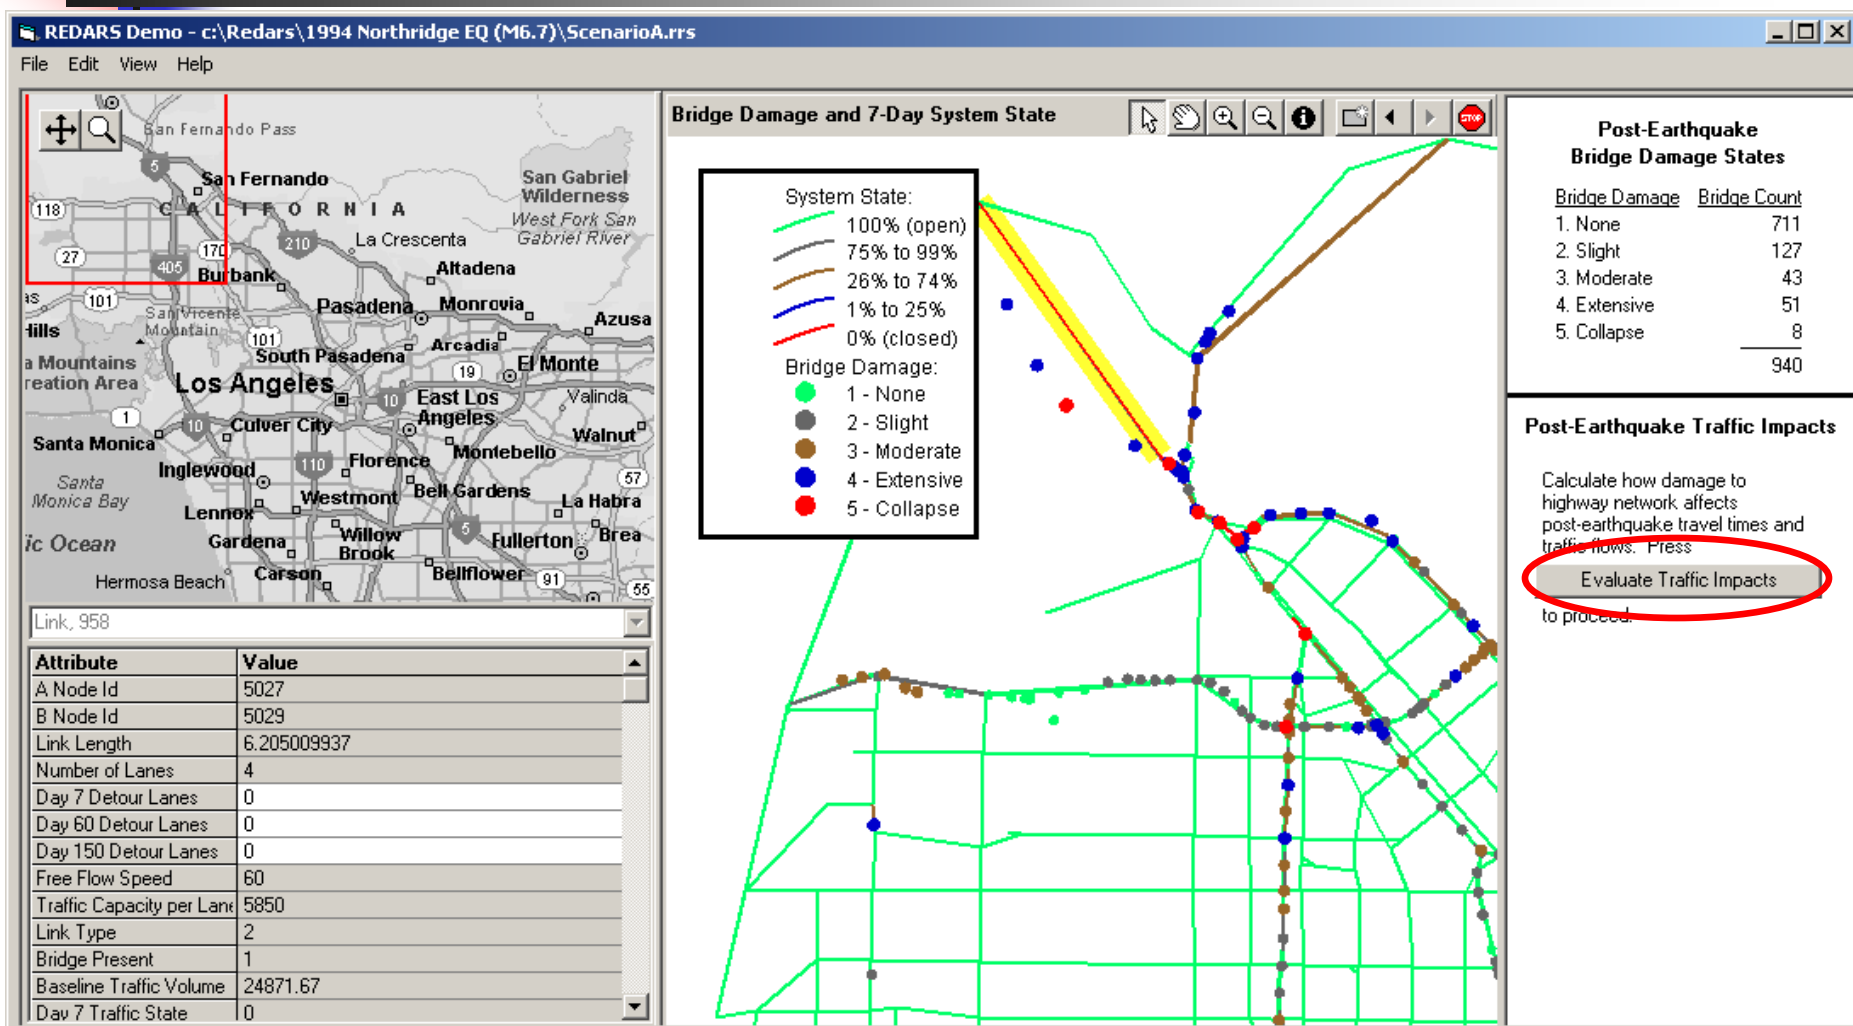 REDARS Demo - c:\Redars\1994 Northridge EQ (M6.7)\ScenarioA.rrs
File Edit View Help
San Fernando Pass
5
San Fernando
San Gabriel
Wilderness
West Fork San
Gabriel River
118
CALIFORNIA
27
170
210
La Crescenta
405
Burbank
Altadena
101
San Vicente
Mountain
Pasadena
Monrovia
Azusa
Hills
101
South Pasadena
Arcadia
a Mountains
reation Area
19
El Monte
Los Angeles
10
East Los
Angeles
Valinda
1
10
Culver City
Walnut
Santa Monica
Montebello
Inglewood
110
Florence
57
Santa
Monica Bay
Westmont
Bell Gardens
La Habra
Lennox
5
ic Ocean
Gardena
Willow
Brook
Fullerton
Brea
Hermosa Beach
Carson
Bellflower
91
55
Link, 958
Attribute Value
A Node Id 5027
B Node Id 5029
Link Length 6.205009937
Number of Lanes 4
Day 7 Detour Lanes 0
Day 60 Detour Lanes 0
Day 150 Detour Lanes 0
Free Flow Speed 60
Traffic Capacity per Lane 5850
Link Type 2
Bridge Present 1
Baseline Traffic Volume 24871.67
Day 7 Traffic State 0
Bridge Damage and 7-Day System State
STOP
System State:
100% (open)
75% to 99%
26% to 74%
1% to 25%
0% (closed)
Bridge Damage:
1 - None
2 - Slight
3 - Moderate
4 - Extensive
5 - Collapse
Post-Earthquake
Bridge Damage States
Bridge Damage Bridge Count
1. None 711
2. Slight 127
3. Moderate 43
4. Extensive 51
5. Collapse 8
940
Post-Earthquake Traffic Impacts
Calculate how damage to
highway network affects
post-earthquake travel times and
traffic flows. Press
Evaluate Traffic Impacts
to proceed.